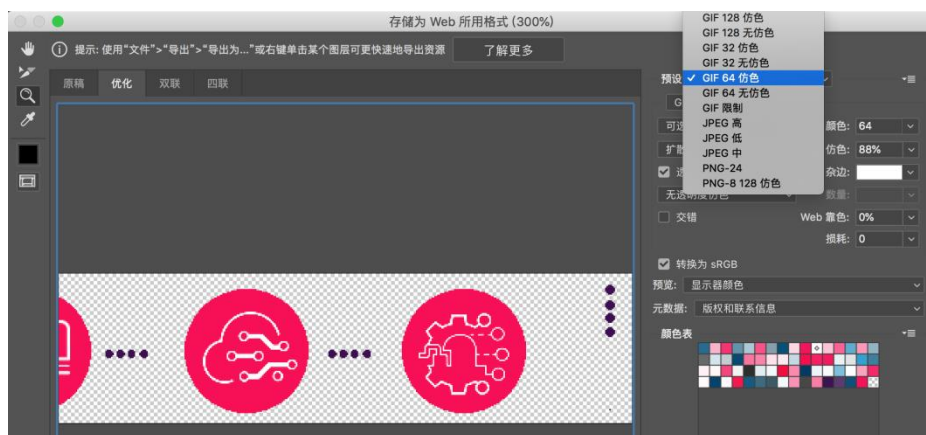 存储为 Web 所用格式 (300%)
提示: 使用“文件”>“导出”>“导出为...”或右键单击某个图层可更快速地导出资源
了解更多
原稿 优化 双联 四联
预设
GIF 128 仿色
GIF 128 无仿色
GIF 32 仿色
GIF 32 无仿色
✓ GIF 64 仿色
GIF 64 无仿色
GIF 限制
JPEG 高
JPEG 低
JPEG 中
PNG-24
PNG-8 128 仿色
颜色: 64
仿色: 88%
杂边:
无透明度仿色 数量:
交错 Web 靠色: 0%
损耗: 0
转换为 sRGB
预览: 显示器颜色
元数据: 版权和联系信息
颜色表